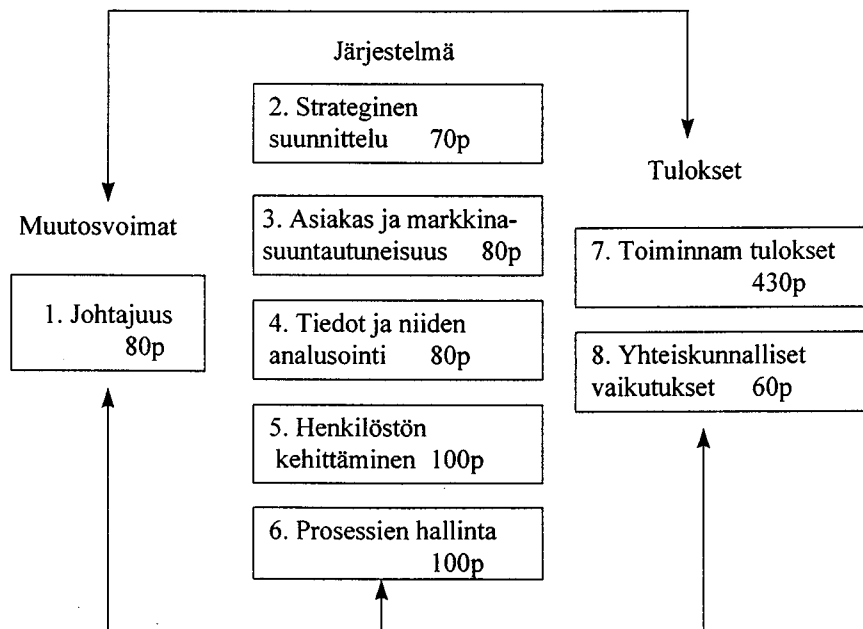 Järjestelmä
2. Strateginen
suunnittelu 70p
3. Asiakas ja markkina-
suuntautuneisuus 80p
4. Tiedot ja niiden
analusointi 80p
5. Henkilöstön
kehittäminen 100p
6. Prosessien hallinta
100p
Muutosvoimat
1. Johtajuus
80p
Tulokset
7. Toiminnam tulokset
430p
8. Yhteiskunnalliset
vaikutukset 60p